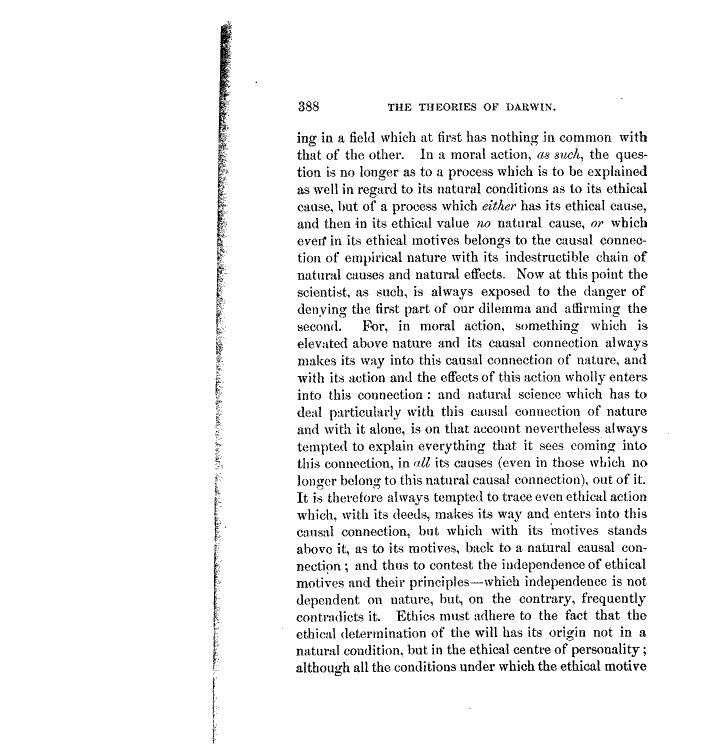 388 THE THEORIES OF DARWIN.
ing in a field which at first has nothing in common with
that of the other. In a moral action, as such, the ques-
tion is no longer as to a process which is to be explained
as well in regard to its natural conditions as to its ethical
cause, but of a process which either has its ethical cause,
and then in its ethical value no natural cause, or which
even in its ethical motives belongs to the causal connec-
tion of empirical nature with its indestructible chain of
natural causes and natural effects. Now at this point the
scientist, as such, is always exposed to the danger of
denying the first part of our dilemma and affirming the
second. For, in moral action, something which is
elevated above nature and its causal connection always
makes its way into this causal connection of nature, and
with its action and the effects of this action wholly enters
into this connection : and natural science which has to
deal particularly with this causal connection of nature
and with it alone, is on that account nevertheless always
tempted to explain everything that it sees coming into
this connection, in all its causes (even in those which no
longer belong to this natural causal connection), out of it.
It is therefore always tempted to trace even ethical action
which, with its deeds, makes its way and enters into this
causal connection, but which with its motives stands
above it, as to its motives, back to a natural causal con-
nection ; and thus to contest the independence of ethical
motives and their principles—which independence is not
dependent on nature, but, on the contrary, frequently
contradicts it. Ethics must adhere to the fact that the
ethical determination of the will has its origin not in a
natural condition, but in the ethical centre of personality ;
although all the conditions under which the ethical motive